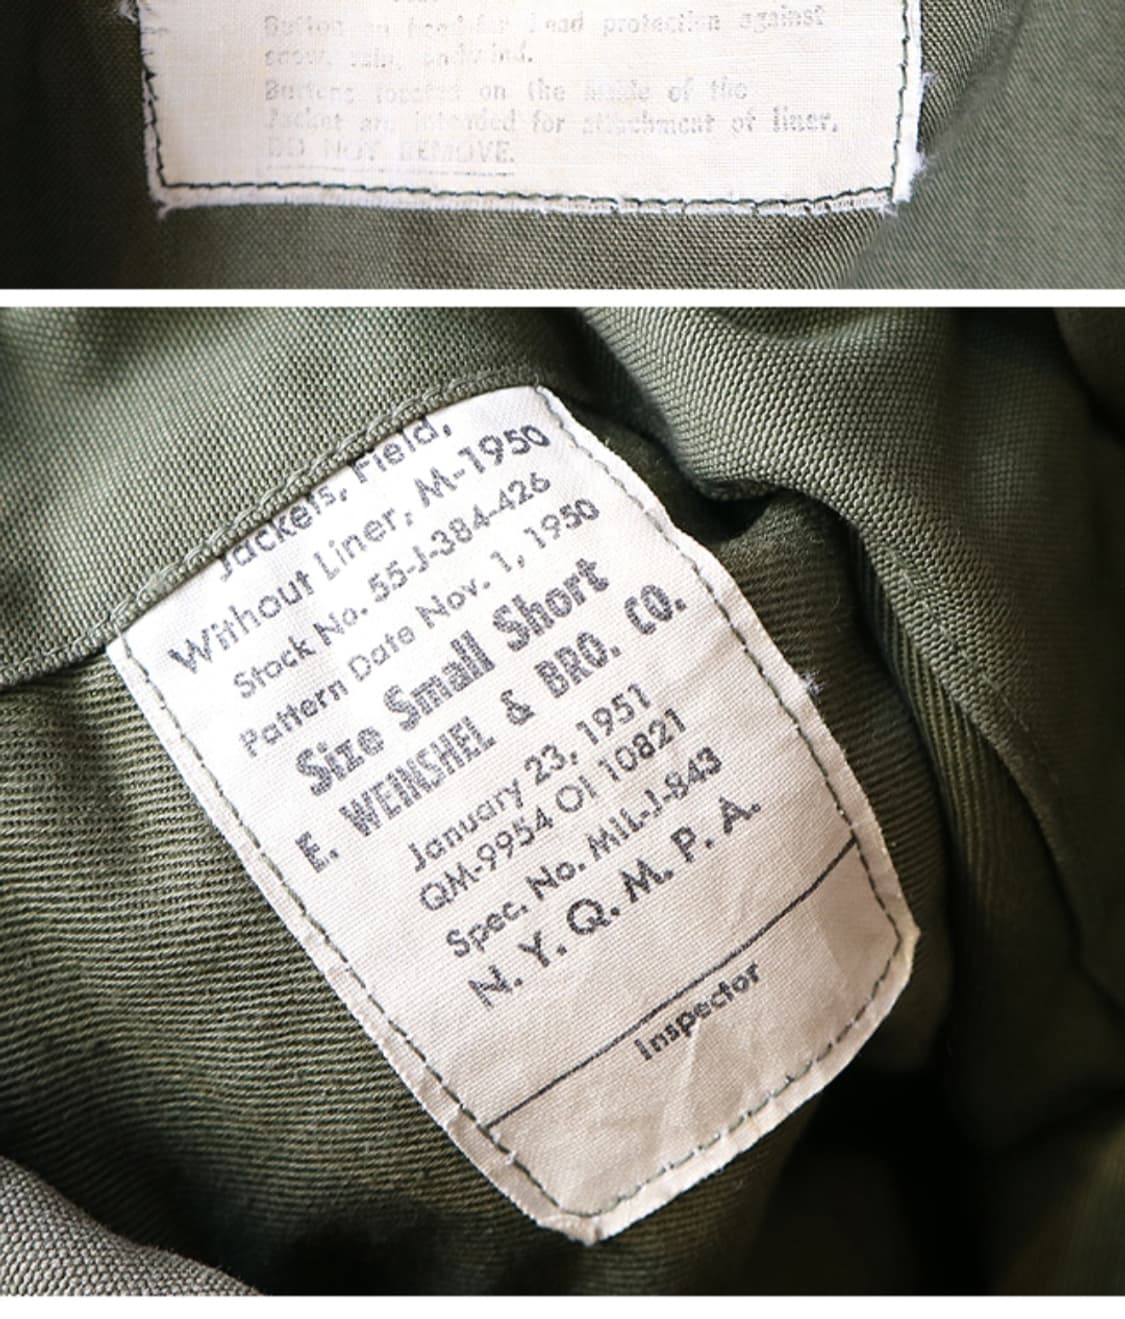 Button on hood for head protection against
snow, rain, and wind.
Buttons located on the inside of the
Jacket are intended for attachment of liner.
DO NOT REMOVE.
Jackets, Field,
Without Liner, M-1950
Stock No. 55-J-384-426
Pattern Date Nov. 1, 1950
Size Small Short
E. WEINSHEL & BRO. CO.
January 23, 1951
QM-9954 OI 10821
Spec. No. MIL-J-843
N. Y. Q. M. P. A.
Inspector